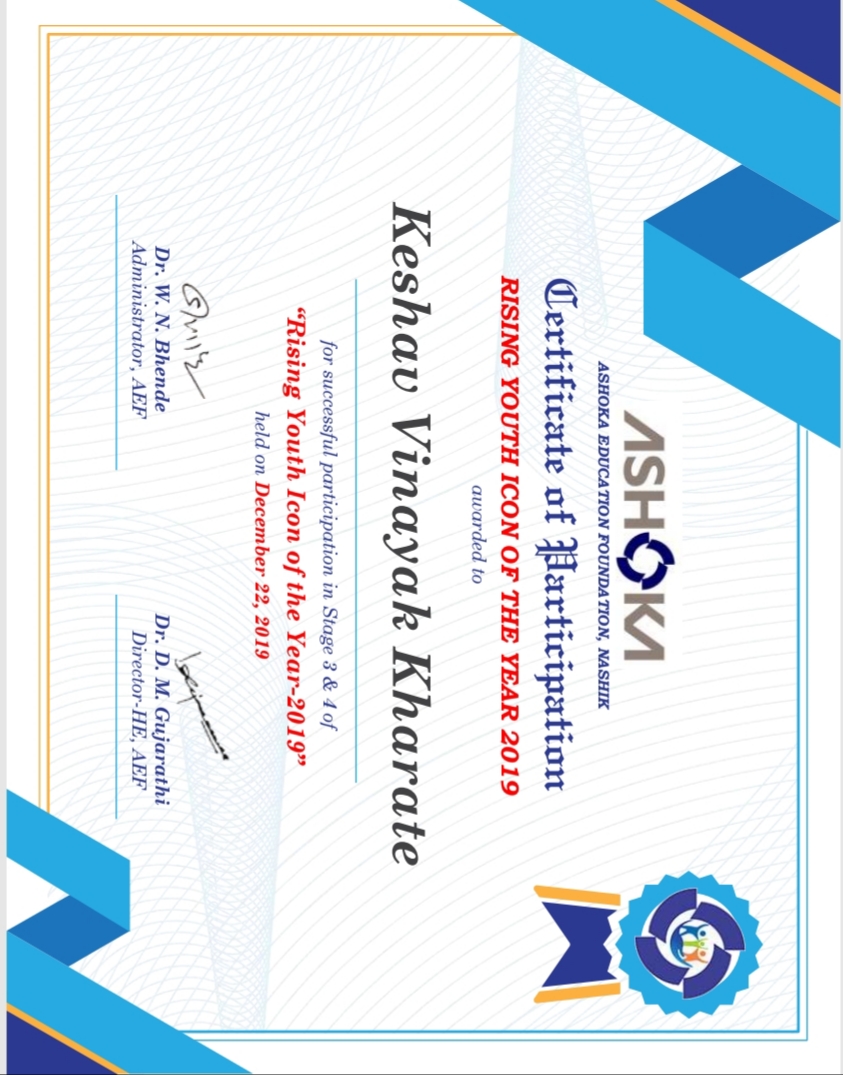 ASHOKA
ASHOKA EDUCATION FOUNDATION, NASHIK
Certificate of Participation
RISING YOUTH ICON OF THE YEAR 2019
awarded to
Keshav Vinayak Kharate
for successful participation in Stage 3 & 4 of
“Rising Youth Icon of the Year-2019”
held on December 22, 2019
Dr. W. N. Bhende
Administrator, AEF
Dr. D. M. Gujarathi
Director-HE, AEF